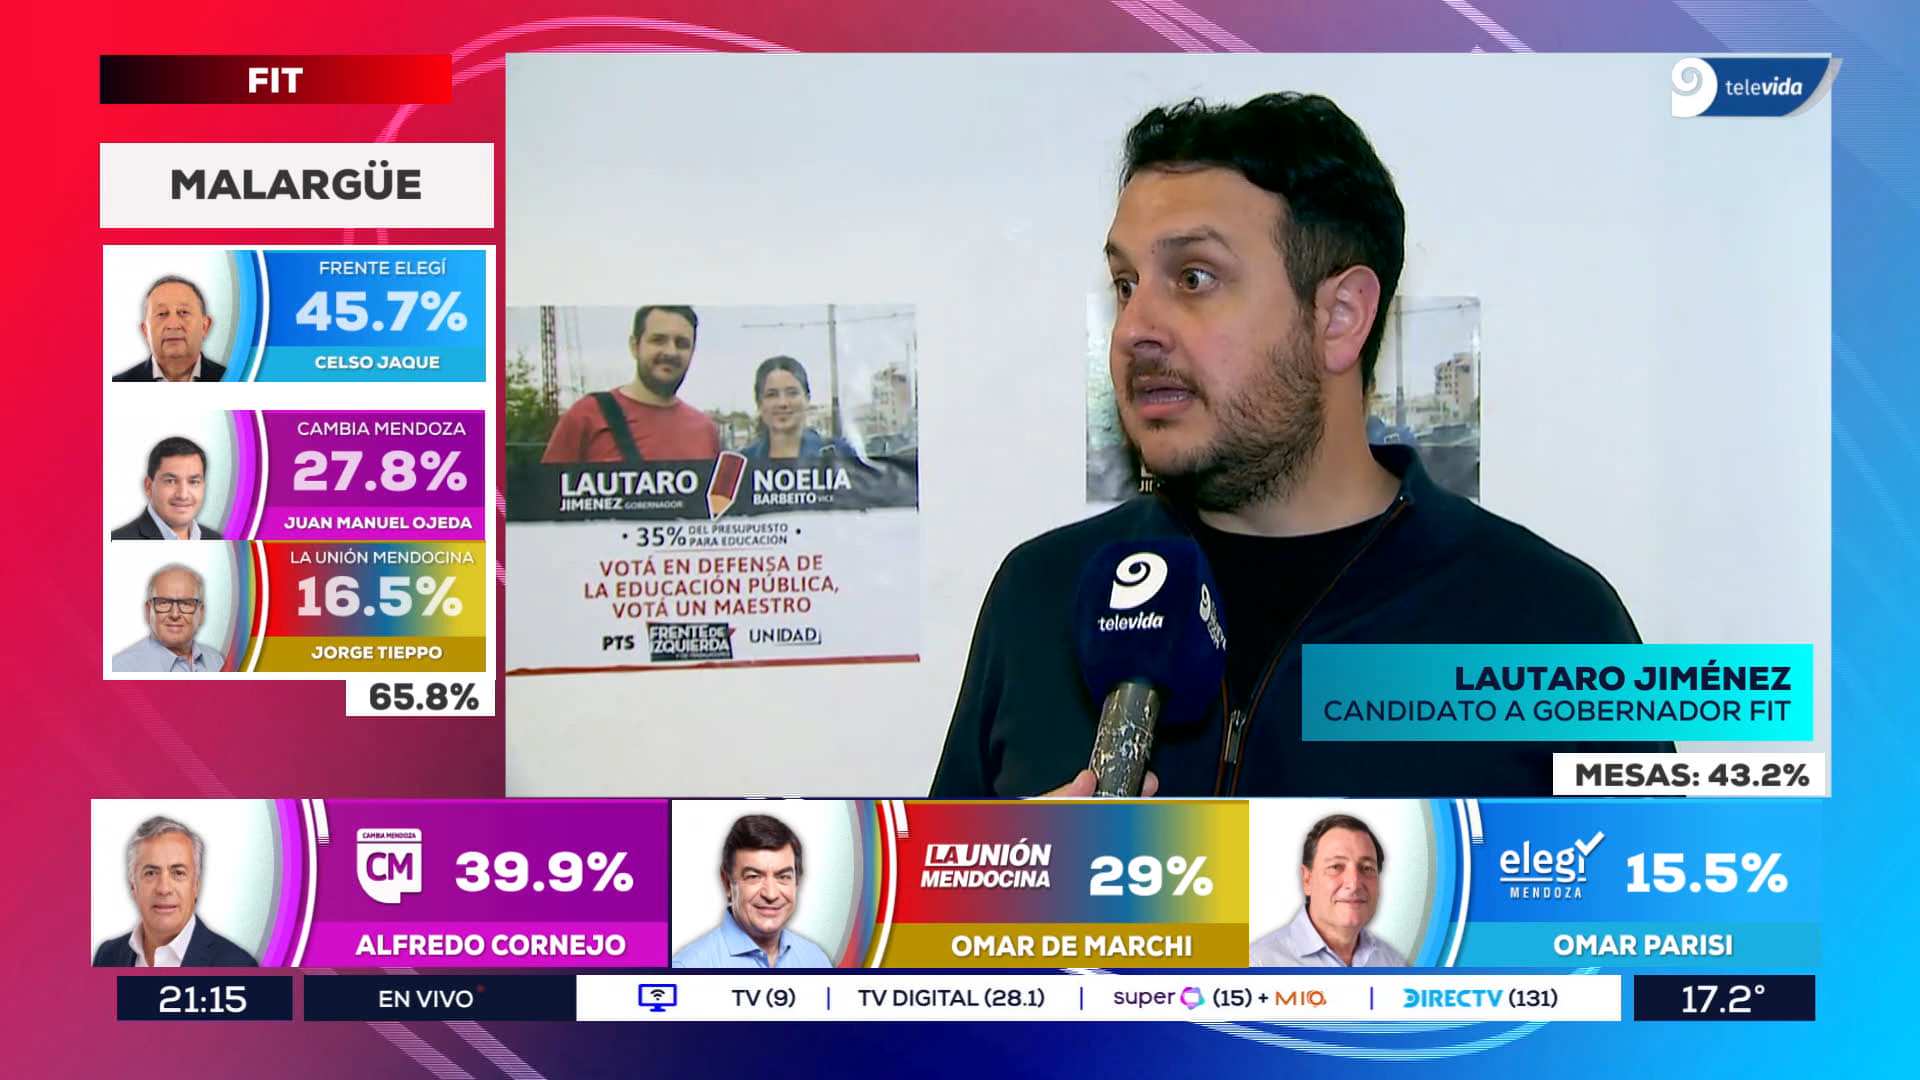 FIT
televida
MALARGÜE
FRENTE ELEGÍ
45.7%
CELSO JAQUE
CAMBIA MENDOZA
27.8%
JUAN MANUEL OJEDA
LA UNIÓN MENDOCINA
16.5%
JORGE TIEPPO
65.8%
LAUTARO
JIMENEZ GOBERNADOR
NOELIA
BARBEITO VICE
• 35% DEL PRESUPUESTO PARA EDUCACIÓN •
VOTÁ EN DEFENSA DE
LA EDUCACIÓN PÚBLICA,
VOTÁ UN MAESTRO
PTS FRENTE DE IZQUIERDA UNIDAD
televida
LAUTARO JIMÉNEZ
CANDIDATO A GOBERNADOR FIT
MESAS: 43.2%
CAMBIA MENDOZA
CM
39.9%
ALFREDO CORNEJO
LA UNIÓN
MENDOCINA
29%
OMAR DE MARCHI
elegí
MENDOZA
15.5%
OMAR PARISI
21:15
EN VIVO
TV (9) | TV DIGITAL (28.1) | super (15) + MIO | DIRECTV (131)
17.2°